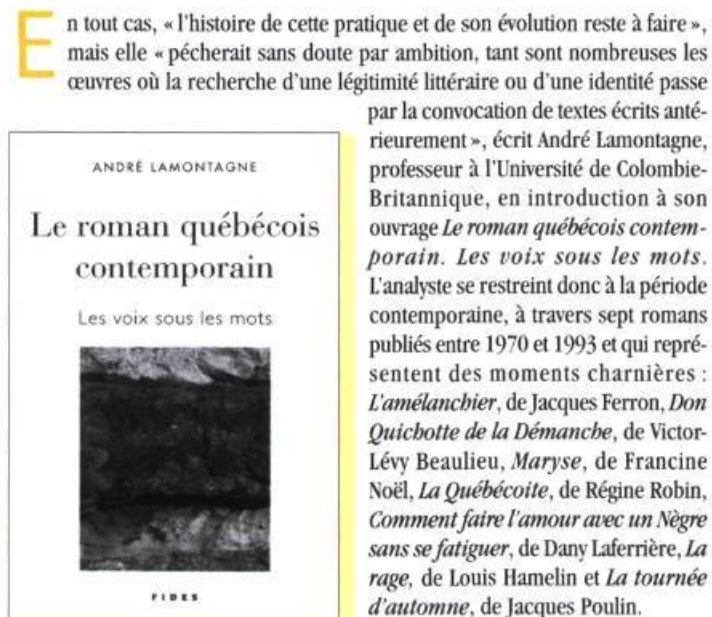 En tout cas, « l'histoire de cette pratique et de son évolution reste à faire »,
mais elle « pécherait sans doute par ambition, tant sont nombreuses les
œuvres où la recherche d'une légitimité littéraire ou d'une identité passe
par la convocation de textes écrits anté-
rieurement », écrit André Lamontagne,
professeur à l'Université de Colombie-
Britannique, en introduction à son
ouvrage Le roman québécois contem-
porain. Les voix sous les mots.
L'analyste se restreint donc à la période
contemporaine, à travers sept romans
publiés entre 1970 et 1993 et qui repré-
sentent des moments charnières :
L'amélanchier, de Jacques Ferron, Don
Quichotte de la Démanche, de Victor-
Lévy Beaulieu, Maryse, de Francine
Noël, La Québécoite, de Régine Robin,
Comment faire l'amour avec un Nègre
sans se fatiguer, de Dany Laferrière, La
rage, de Louis Hamelin et La tournée
d'automne, de Jacques Poulin.
ANDRÉ LAMONTAGNE
Le roman québécois
contemporain
Les voix sous les mots
FIDES